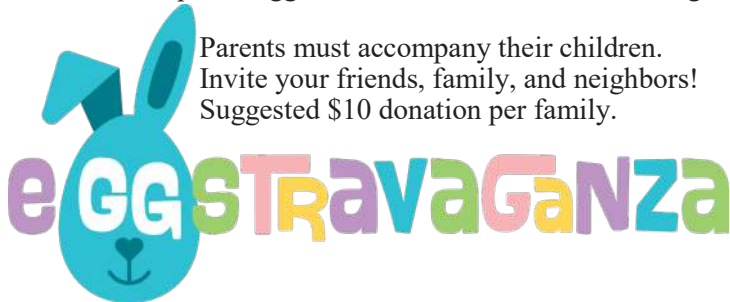 Parents must accompany their children.
Invite your friends, family, and neighbors!
Suggested $10 donation per family.
eGGSTRavaGaNZa